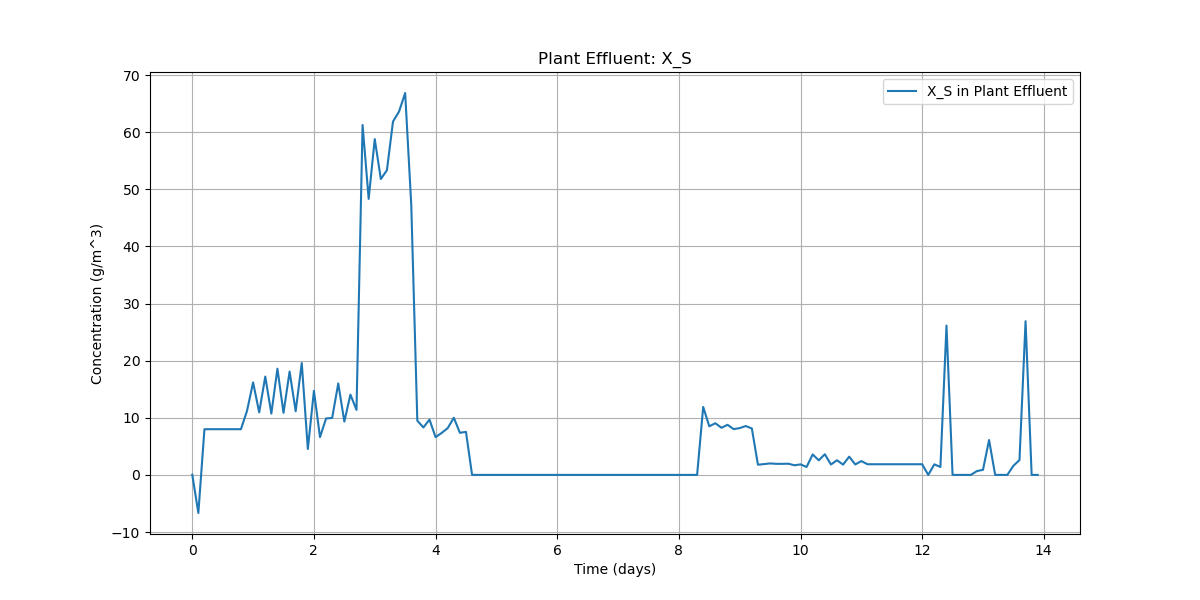 Plant Effluent: X_S
X_S in Plant Effluent
Concentration (g/m^3)
70
60
50
40
30
20
10
0
−10
0 2 4 6 8 10 12 14
Time (days)